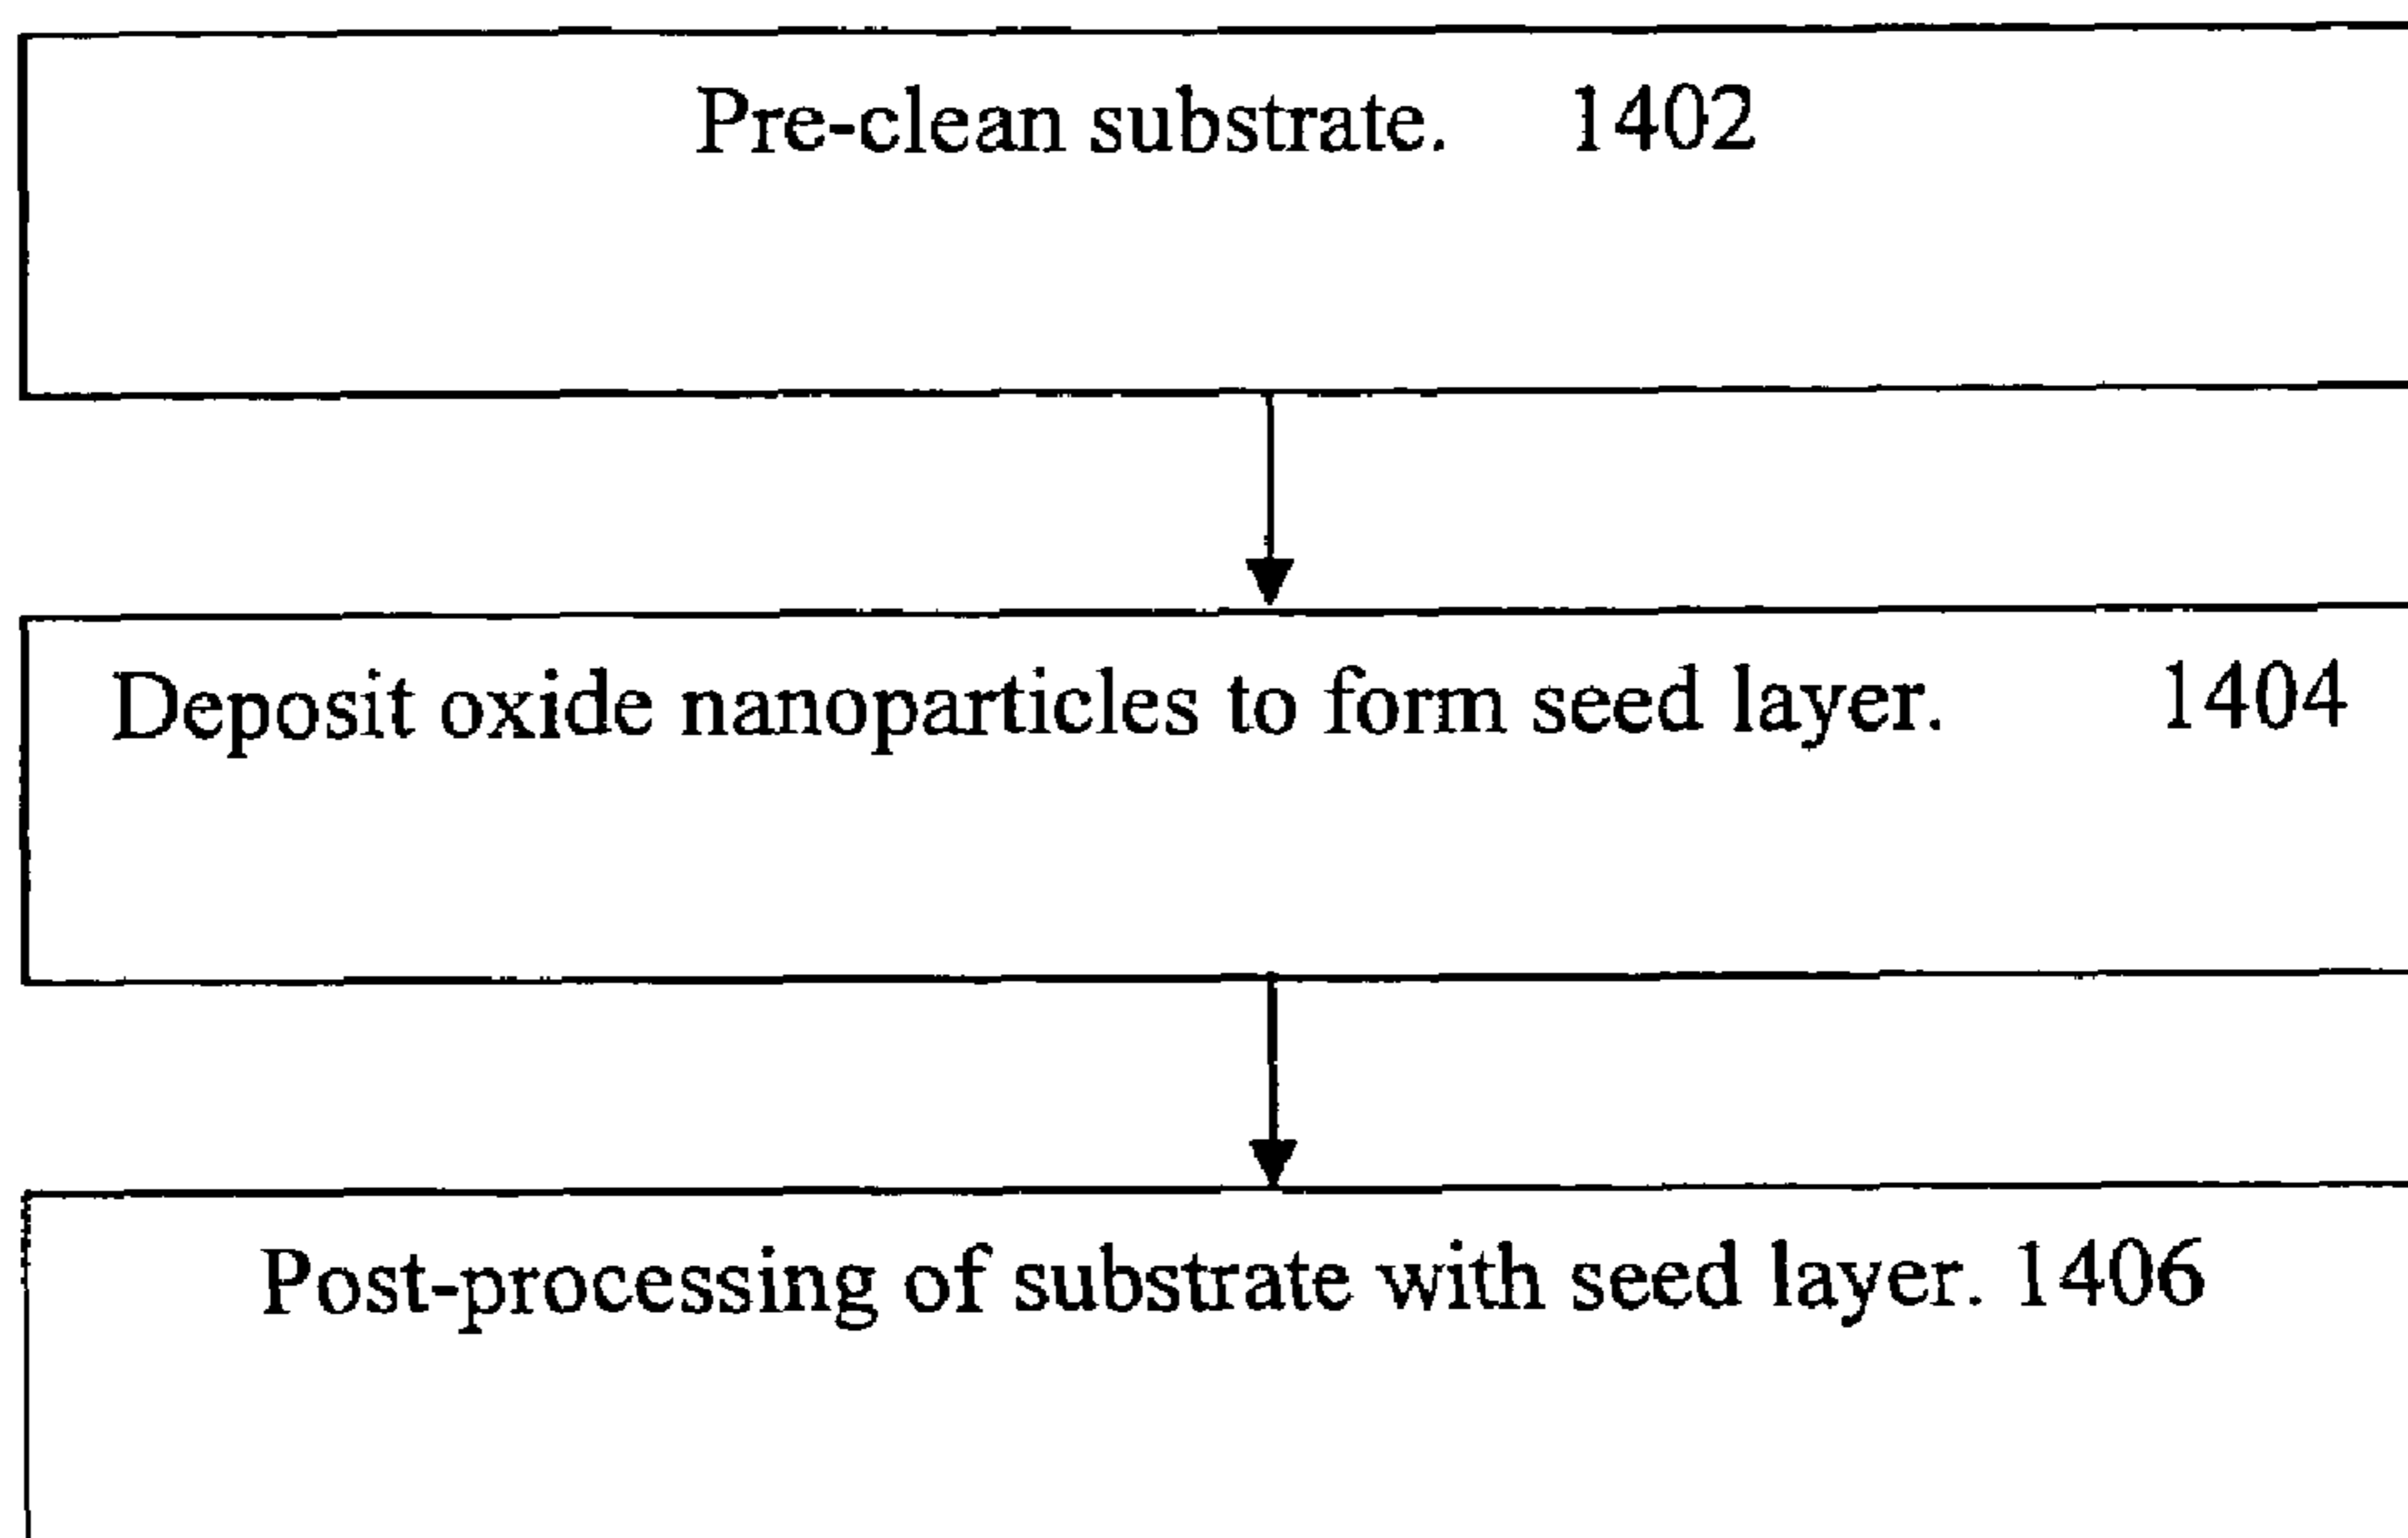 Pre-clean substrate. 1402
Deposit oxide nanoparticles to form seed layer. 1404
Post-processing of substrate with seed layer. 1406